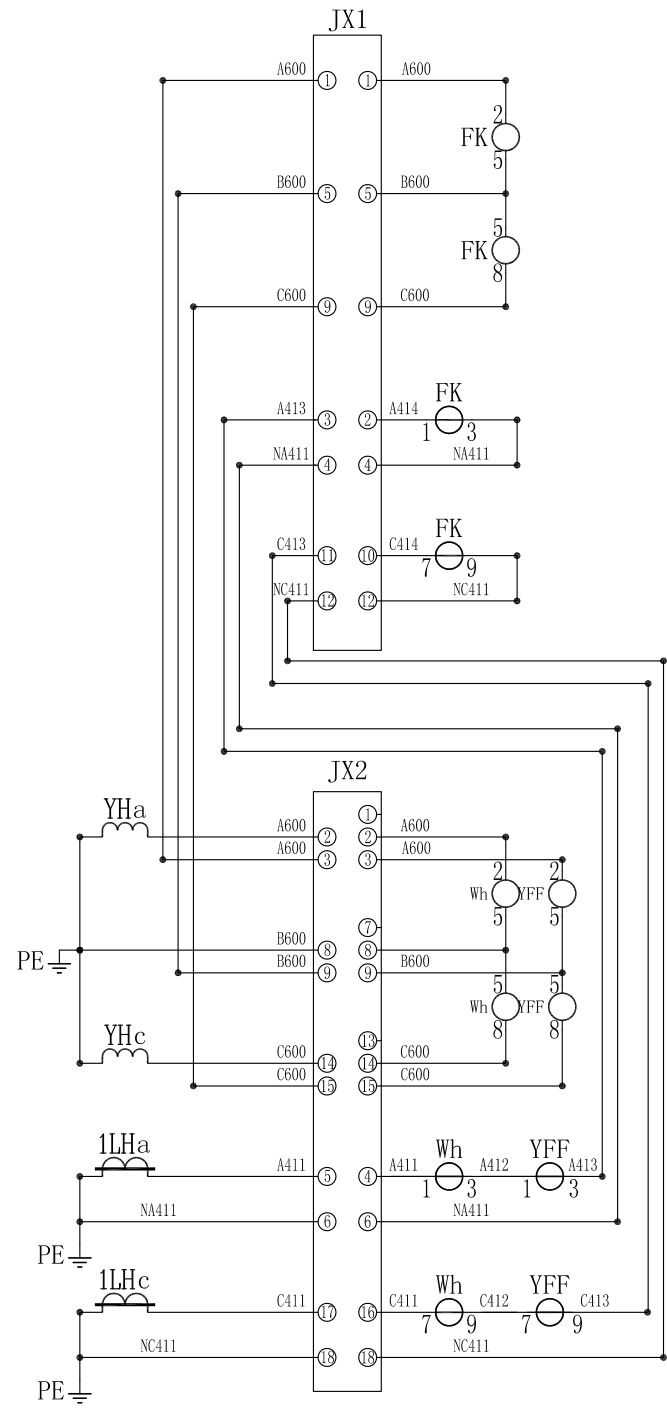 JX1
A600 ① ① A600
2
FK
5
B600 ⑤ ⑤ B600
5
FK
8
C600 ⑨ ⑨ C600
FK
A413 ③ ② A414
1 3
NA411 ④ ④ NA411
FK
C413 ⑪ ⑩ C414
7 9
NC411 ⑫ ⑫ NC411
JX2
①
YHa A600 ② ② A600
A600 ③ ③ A600
2 2
Wh YFF
5 5
⑦
B600 ⑧ ⑧
PE B600 ⑨ ⑨ B600
5 5
Wh YFF
8 8
⑬
YHc C600 ⑭ ⑭ C600
C600 ⑮ ⑮ C600
1LHa Wh YFF
A411 ⑤ ④ A411 A412 A413
1 3 1 3
NA411 ⑥ ⑥ NA411
PE
1LHc Wh YFF
C411 ⑰ ⑯ C411 C412 C413
7 9 7 9
NC411 ⑱ ⑱ NC411
PE